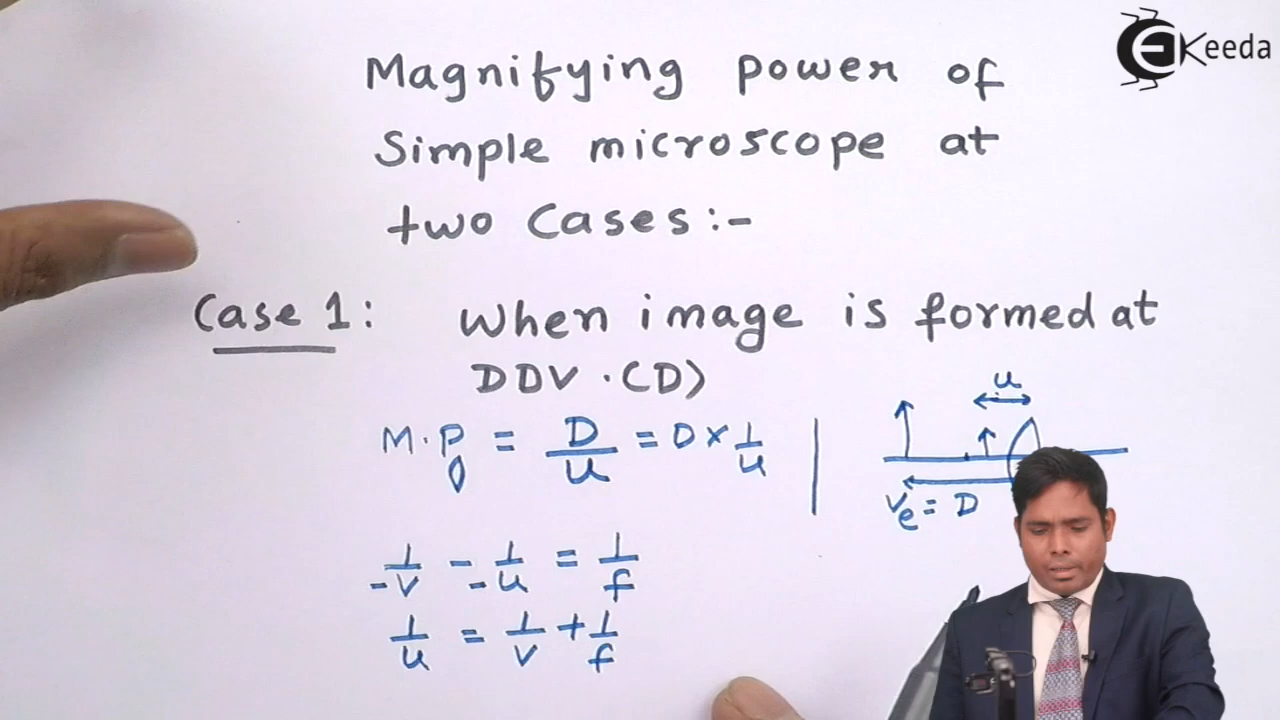 EKeeda
Magnifying power of
Simple microscope at
two Cases:-
Case 1: When image is formed at
DDV.(D)
M.P = D/u = D × 1/u
u
Ve = D
1/-v - 1/-u = 1/f
1/u = 1/v + 1/f